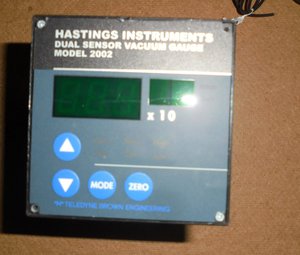 HASTINGS INSTRUMENTS
DUAL SENSOR VACUUM GAUGE
MODEL 2002
x 10
MODE
ZERO
TELEDYNE BROWN ENGINEERING